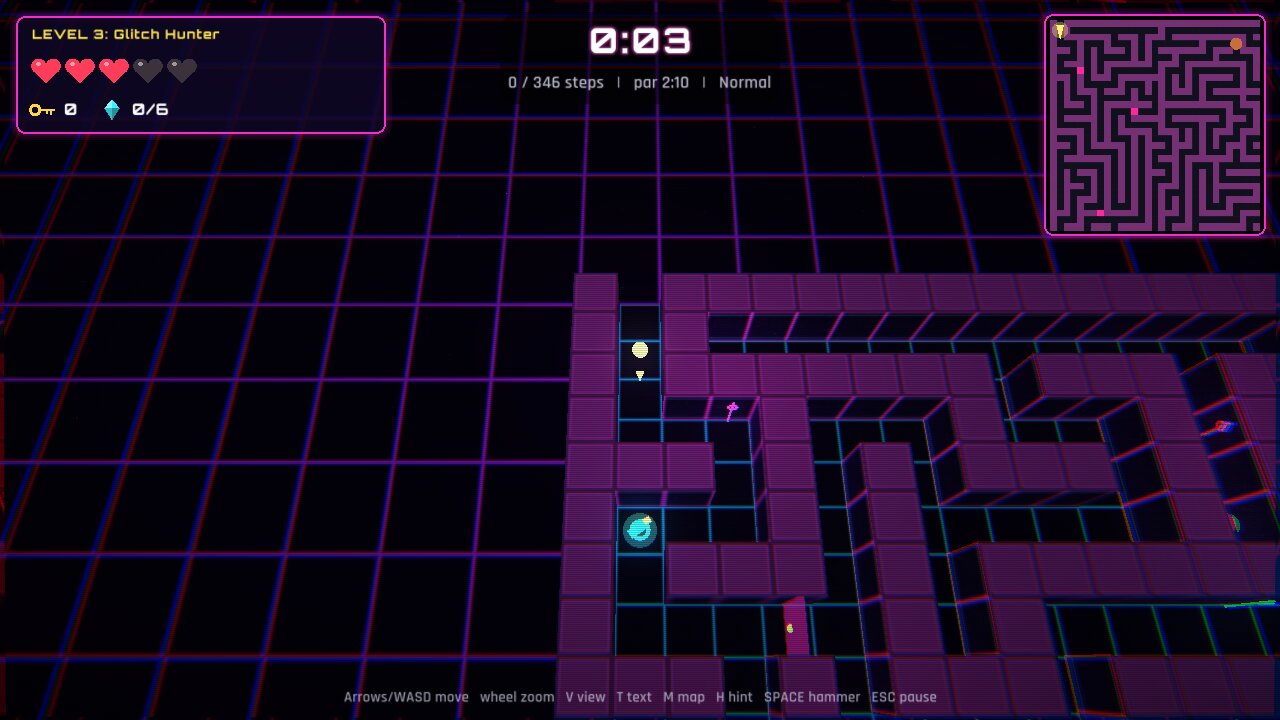 LEVEL 3: Glitch Hunter
0
0/6
0:03
0 / 346 steps | par 2:10 | Normal
Arrows/WASD move wheel zoom V view T text M map H hint SPACE hammer ESC pause